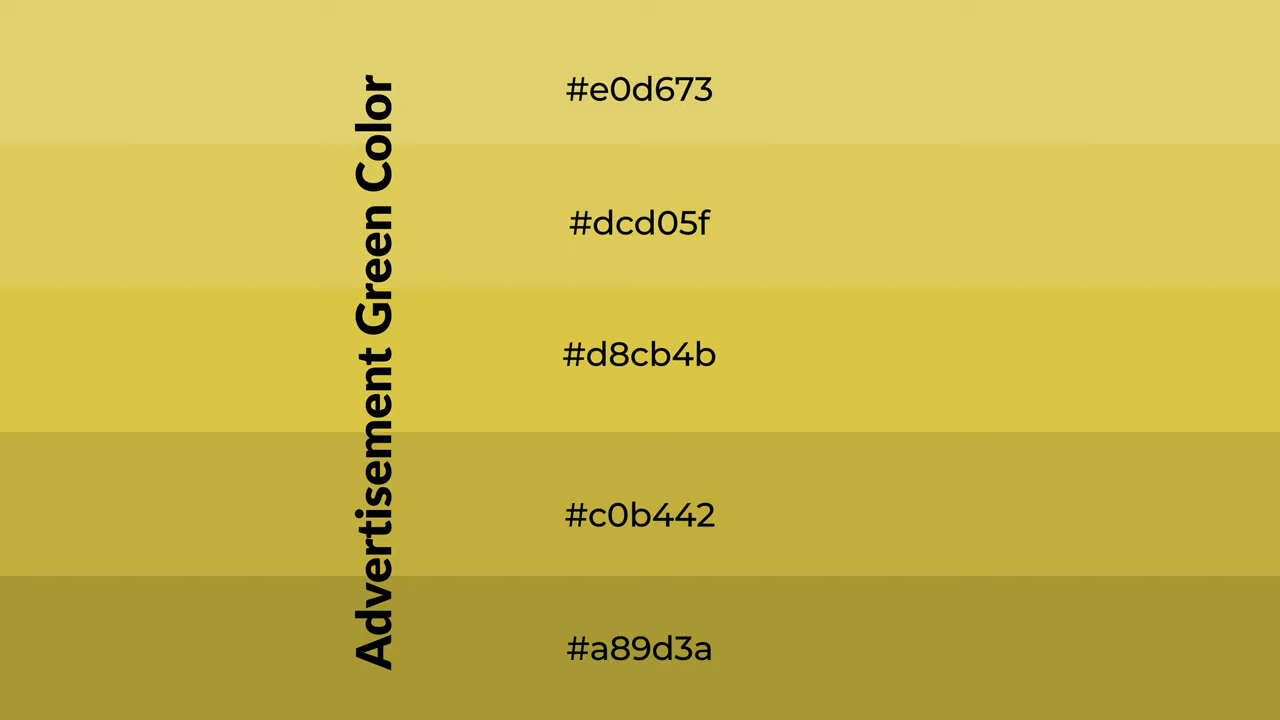 Advertisement Green Color
#e0d673
#dcd05f
#d8cb4b
#c0b442
#a89d3a